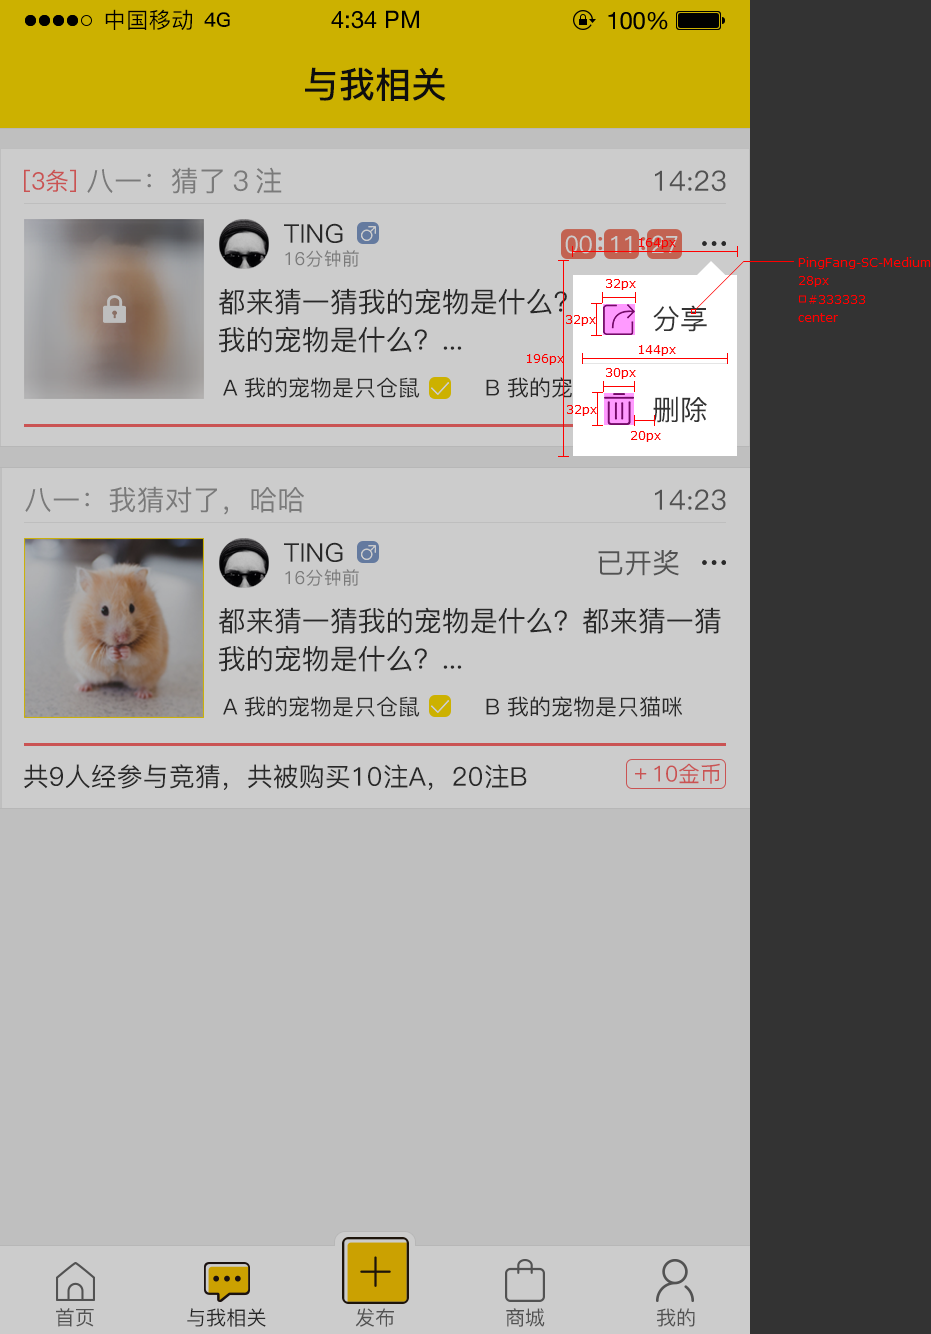 中国移动 4G 4:34 PM 100%
与我相关
[3条] 八一：猜了 3 注 14:23
TING
16分钟前
00:11:27
164px
都来猜一猜我的宠物是什么？
我的宠物是什么？...
A 我的宠物是只仓鼠 B 我的宠
PingFang-SC-Medium
28px
#333333
center
32px
32px
分享
196px
144px
30px
32px
删除
20px
八一：我猜对了，哈哈 14:23
TING
16分钟前
已开奖
都来猜一猜我的宠物是什么？都来猜一猜
我的宠物是什么？...
A 我的宠物是只仓鼠 B 我的宠物是只猫咪
共9人经参与竞猜，共被购买10注A，20注B
+10金币
首页 与我相关 发布 商城 我的